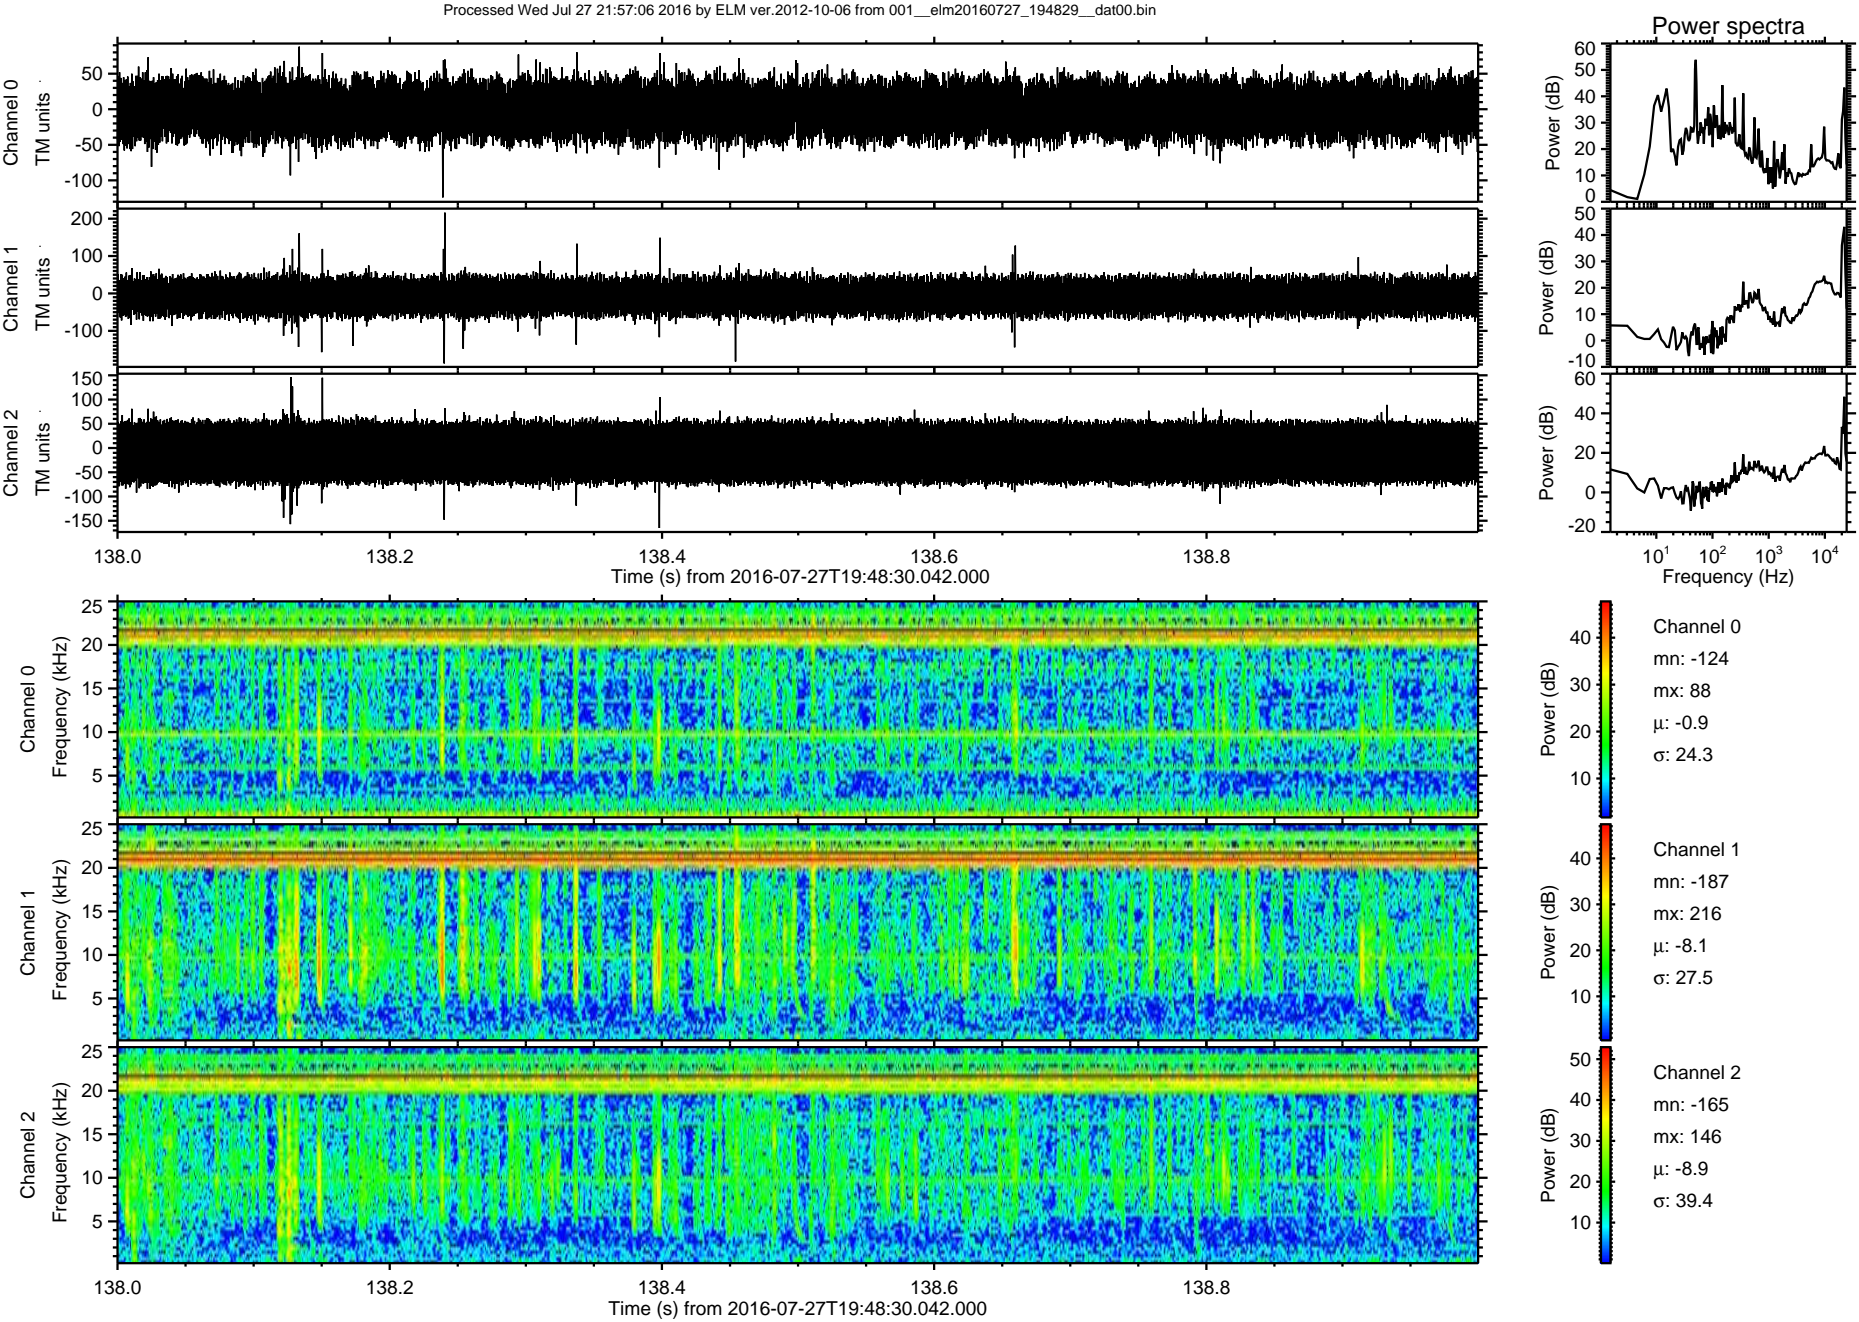 Processed Wed Jul 27 21:57:06 2016 by ELM ver.2012-10-06 from 001__elm20160727_194829__dat00.bin
Power spectra
Channel 0
TM units
50
0
-50
-100
Power (dB)
60
50
40
30
20
10
0
Channel 1
TM units
200
100
0
-100
Power (dB)
50
40
30
20
10
0
-10
Channel 2
TM units
150
100
50
0
-50
-100
-150
Power (dB)
60
40
20
0
-20
138.0 138.2 138.4 138.6 138.8
Time (s) from 2016-07-27T19:48:30.042.000
10¹ 10² 10³ 10⁴
Frequency (Hz)
Channel 0
Frequency (kHz)
25
20
15
10
5
Power (dB)
40
30
20
10
Channel 0
mn: -124
mx: 88
μ: -0.9
σ: 24.3
Channel 1
Frequency (kHz)
25
20
15
10
5
Power (dB)
40
30
20
10
Channel 1
mn: -187
mx: 216
μ: -8.1
σ: 27.5
Channel 2
Frequency (kHz)
25
20
15
10
5
Power (dB)
50
40
30
20
10
Channel 2
mn: -165
mx: 146
μ: -8.9
σ: 39.4
138.0 138.2 138.4 138.6 138.8
Time (s) from 2016-07-27T19:48:30.042.000